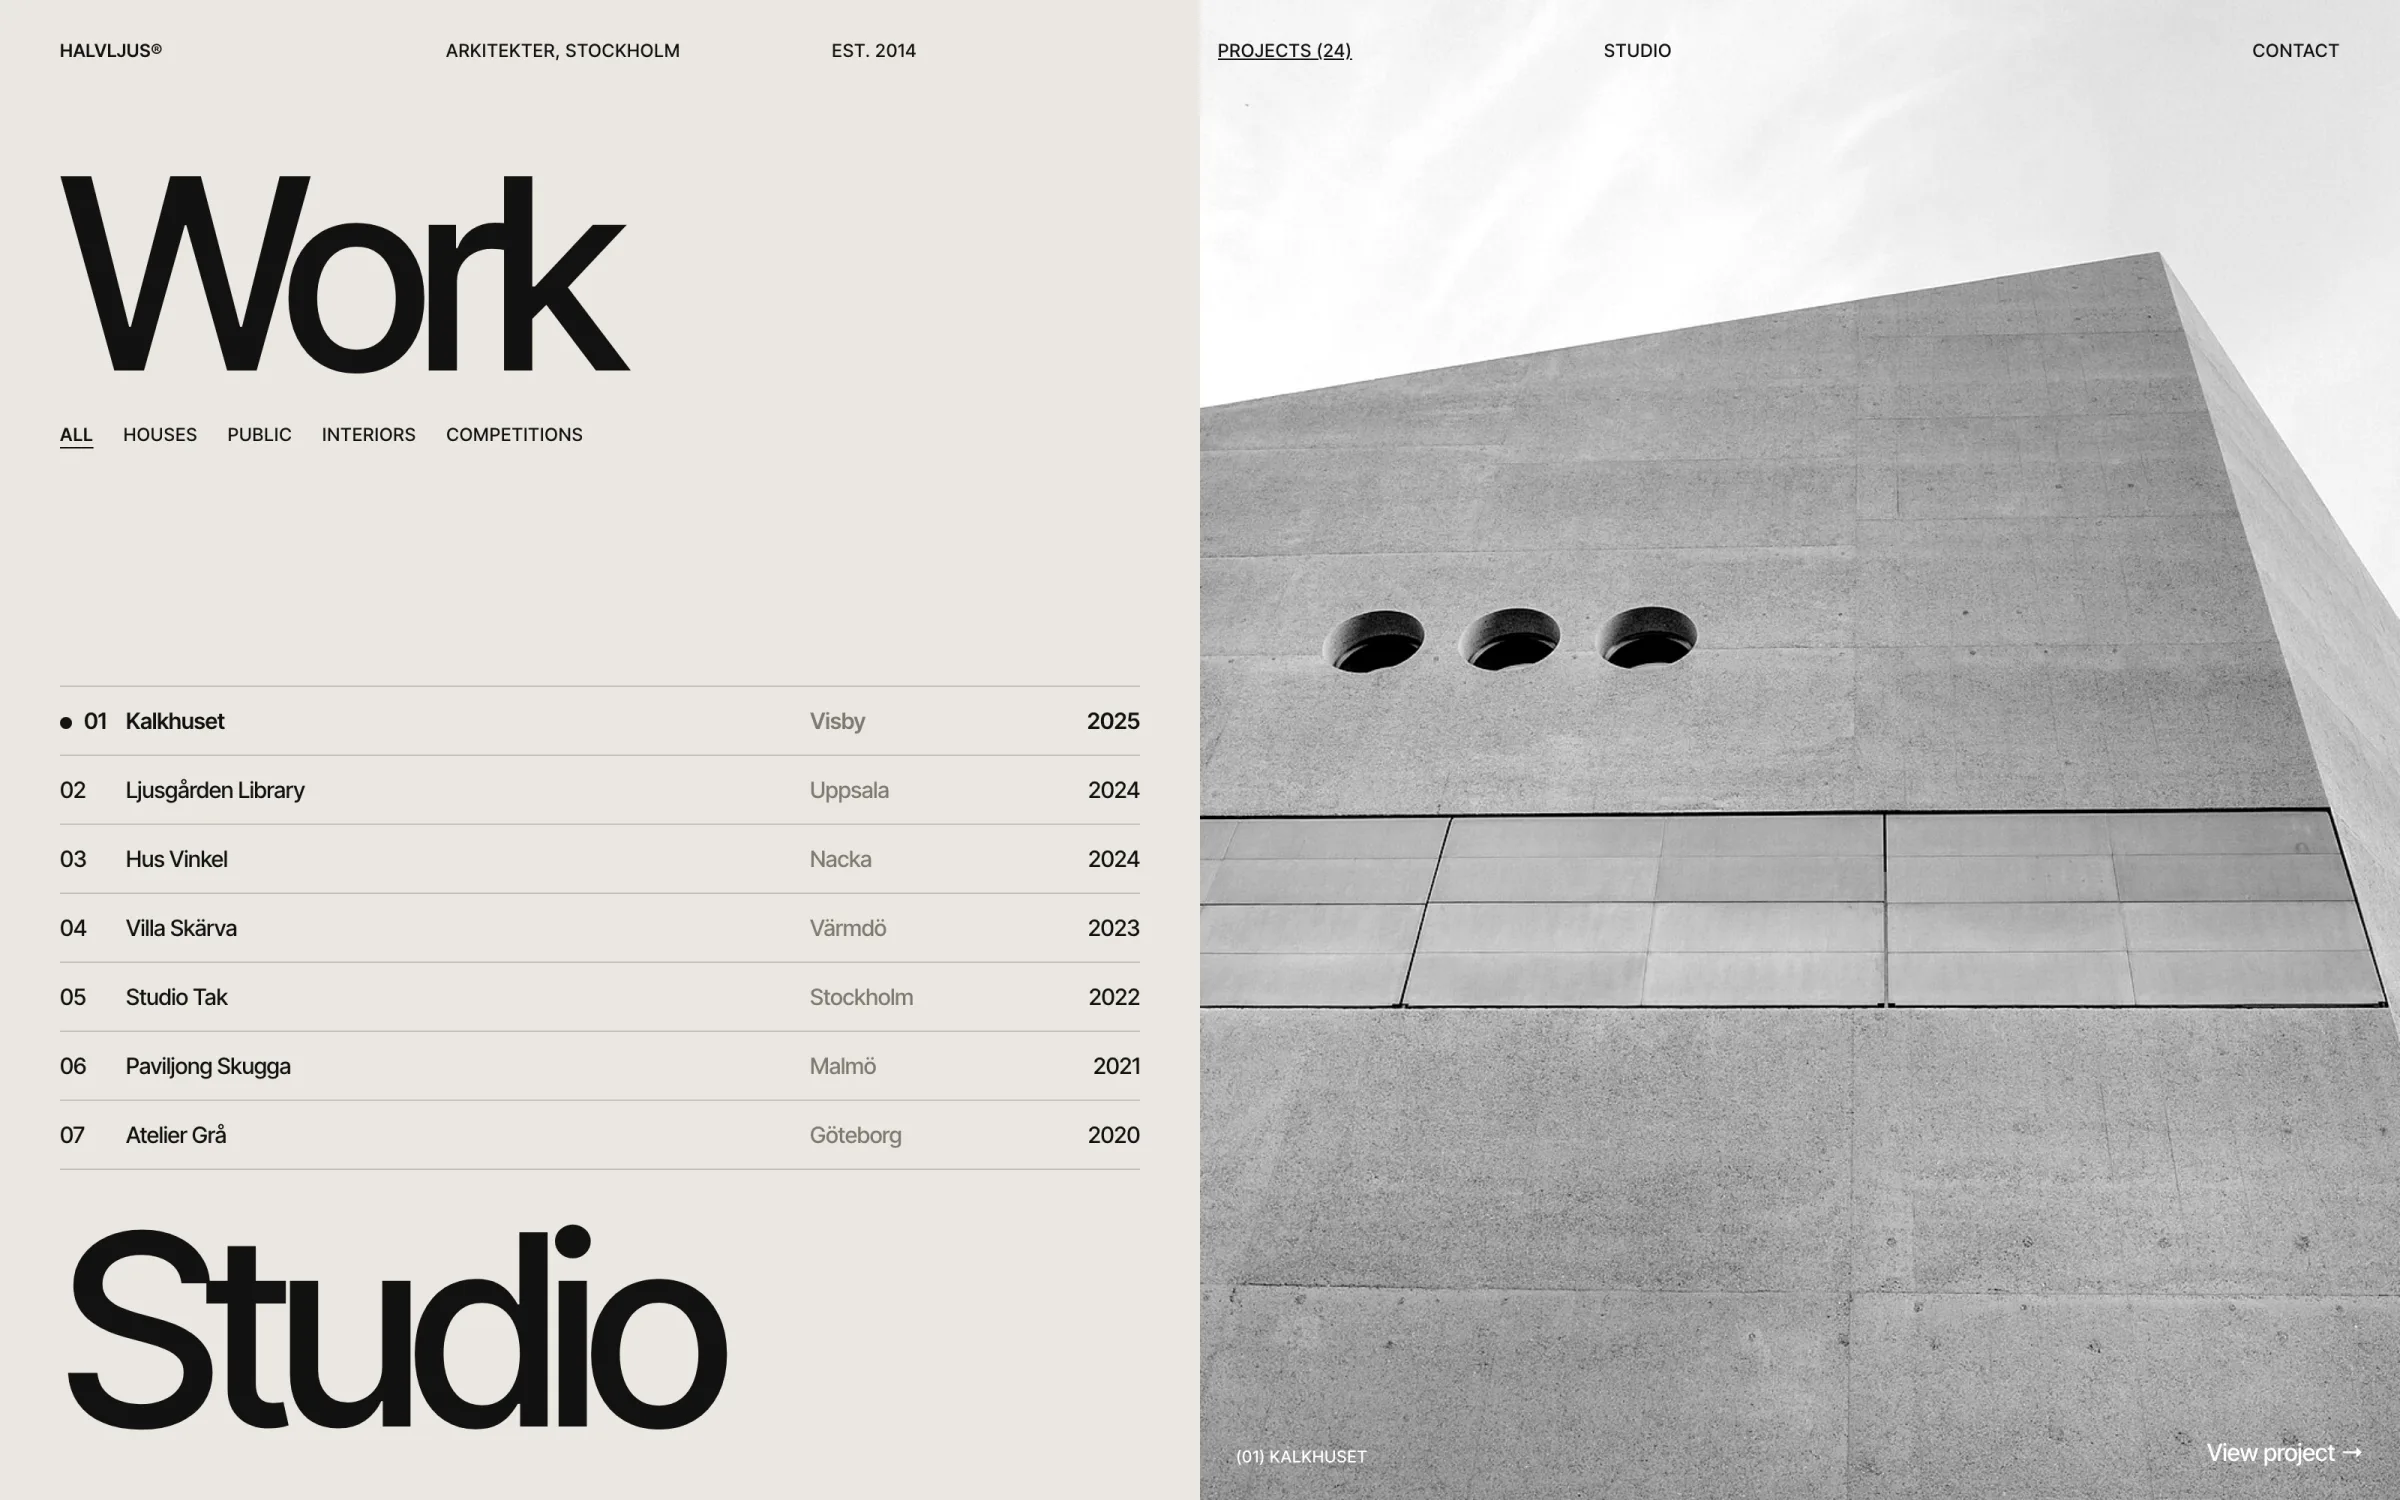 HALVLJUS® ARKITEKTER, STOCKHOLM EST. 2014 PROJECTS (24) STUDIO CONTACT
Work
ALL HOUSES PUBLIC INTERIORS COMPETITIONS
01 Kalkhuset Visby 2025
02 Ljusgården Library Uppsala 2024
03 Hus Vinkel Nacka 2024
04 Villa Skärva Värmdö 2023
05 Studio Tak Stockholm 2022
06 Paviljong Skugga Malmö 2021
07 Atelier Grå Göteborg 2020
Studio
(01) KALKHUSET View project →